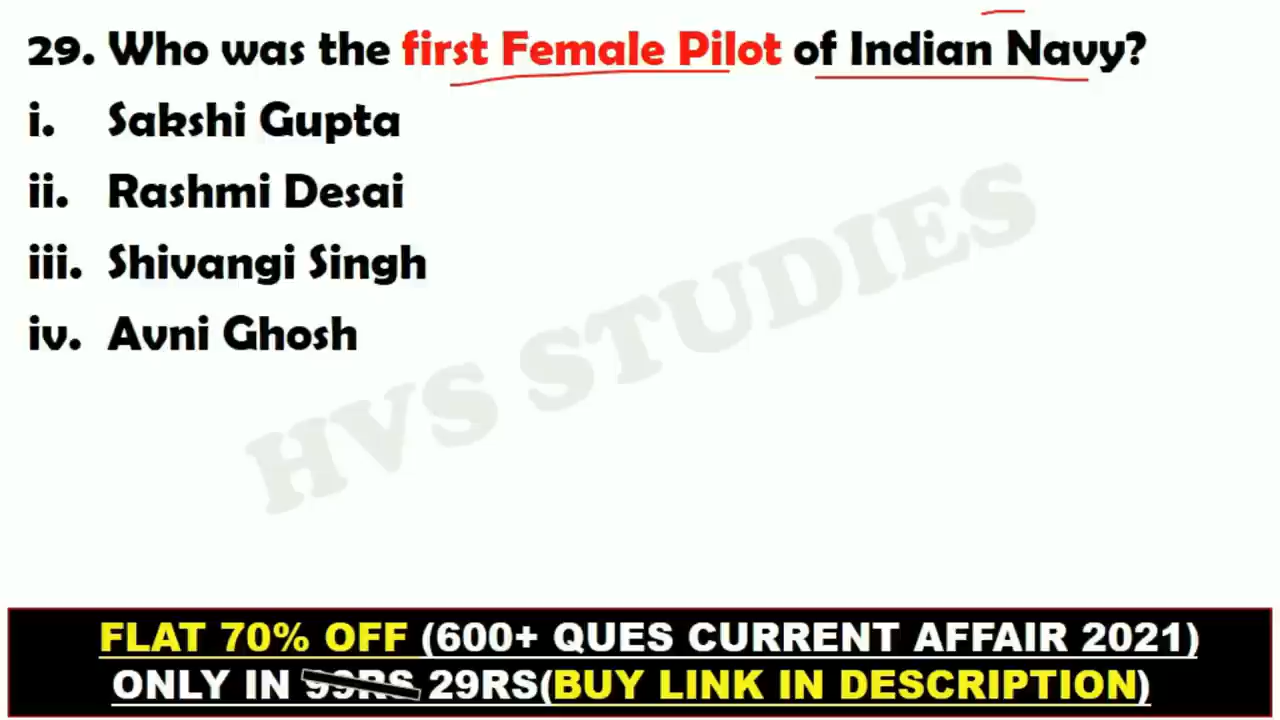 29. Who was the first Female Pilot of Indian Navy?
i. Sakshi Gupta
ii. Rashmi Desai
iii. Shivangi Singh
iv. Avni Ghosh
HVS STUDIES
FLAT 70% OFF (600+ QUES CURRENT AFFAIR 2021)
ONLY IN 99RS 29RS(BUY LINK IN DESCRIPTION)